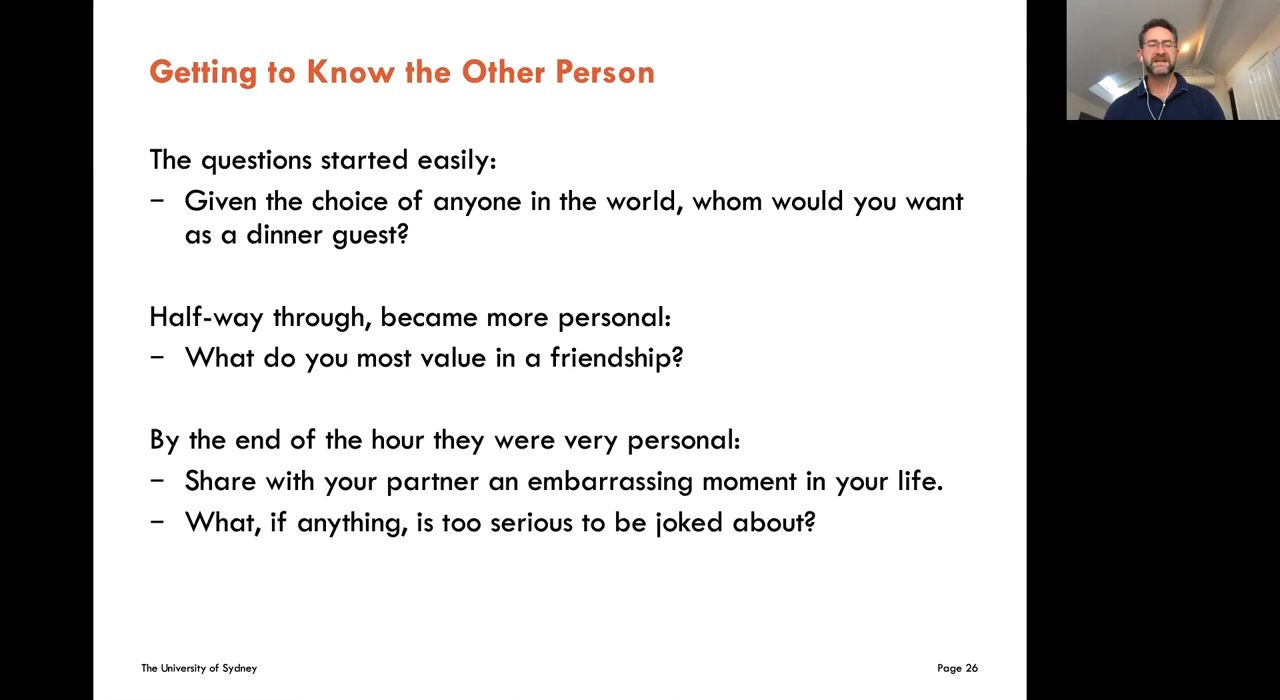 Getting to Know the Other Person
The questions started easily:
– Given the choice of anyone in the world, whom would you want
as a dinner guest?
Half-way through, became more personal:
– What do you most value in a friendship?
By the end of the hour they were very personal:
– Share with your partner an embarrassing moment in your life.
– What, if anything, is too serious to be joked about?
The University of Sydney
Page 26